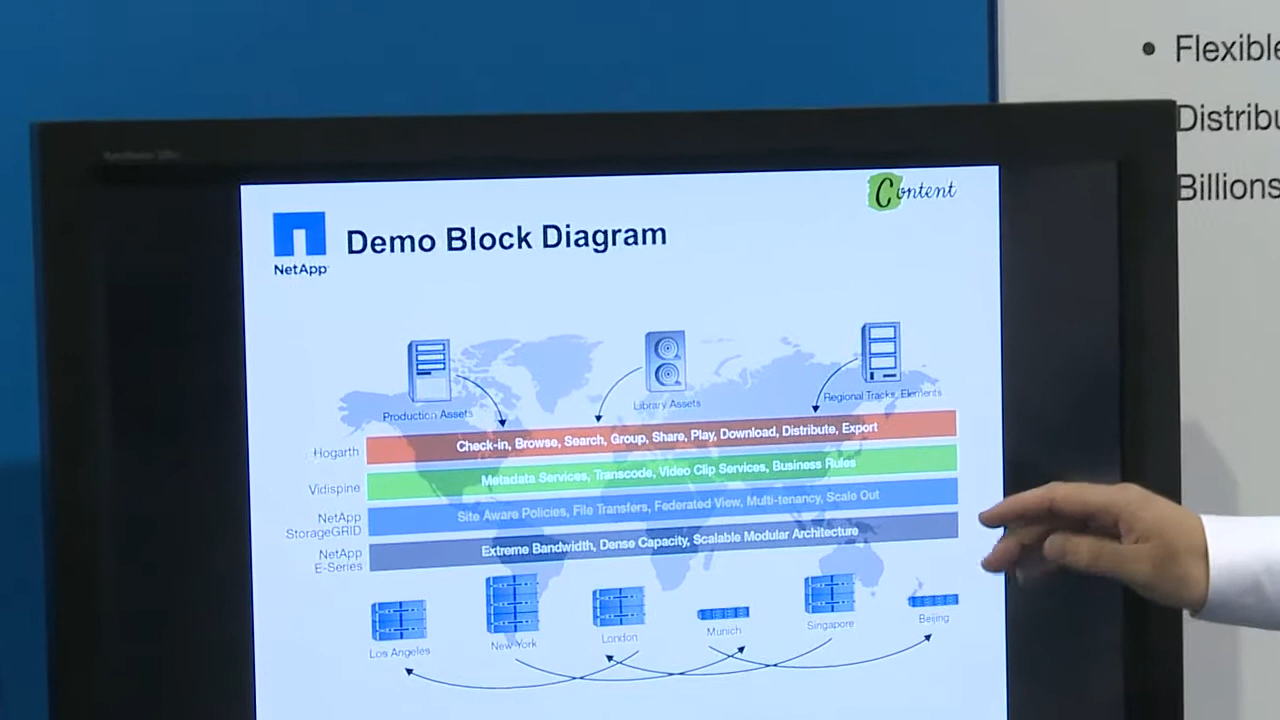 Flexible
Distribu
Billions
Content
NetApp
Demo Block Diagram
Production Assets
Library Assets
Regional Tracks, Elements
Hogarth
Check-in, Browse, Search, Group, Share, Play, Download, Distribute, Export
Vidispine
Metadata Services, Transcode, Video Clip Services, Business Rules
NetApp
StorageGRID
Site Aware Policies, File Transfers, Federated View, Multi-tenancy, Scale Out
NetApp
E-Series
Extreme Bandwidth, Dense Capacity, Scalable Modular Architecture
Los Angeles
New York
London
Munich
Singapore
Beijing